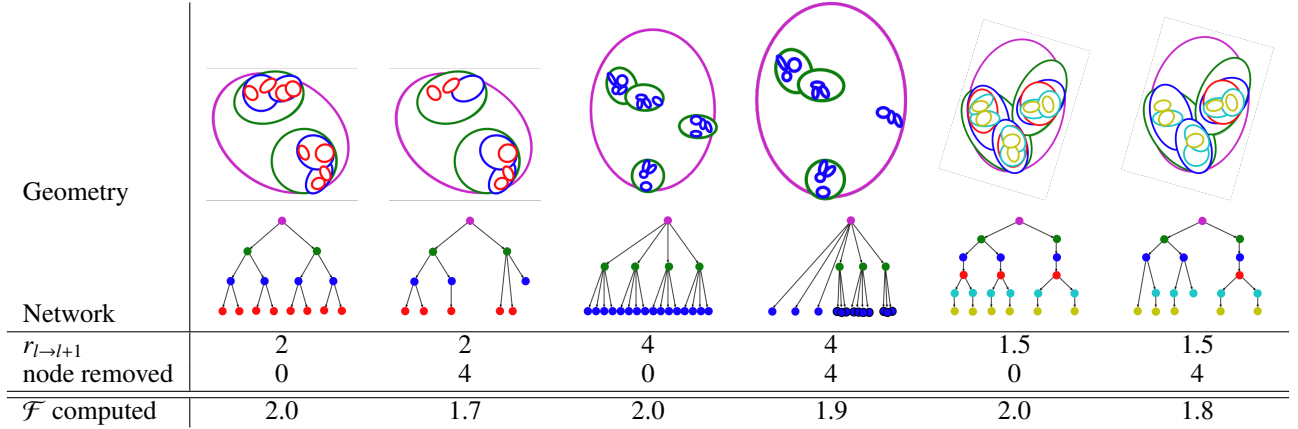 Geometry
Network
r_{l→l+1} 2 2 4 4 1.5 1.5
node removed 0 4 0 4 0 4
ℱ computed 2.0 1.7 2.0 1.9 2.0 1.8